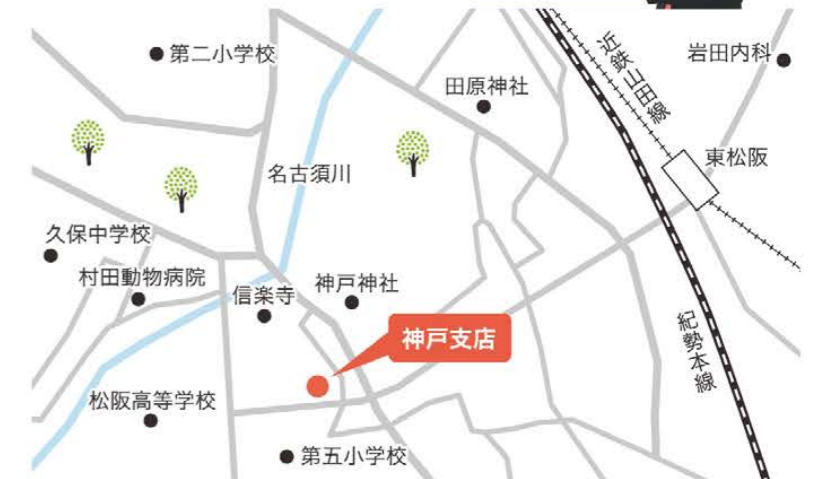 第二小学校
岩田内科
近鉄山田線
田原神社
東松阪
名古須川
久保中学校
村田動物病院
信楽寺
神戸神社
神戸支店
紀勢本線
松阪高等学校
第五小学校